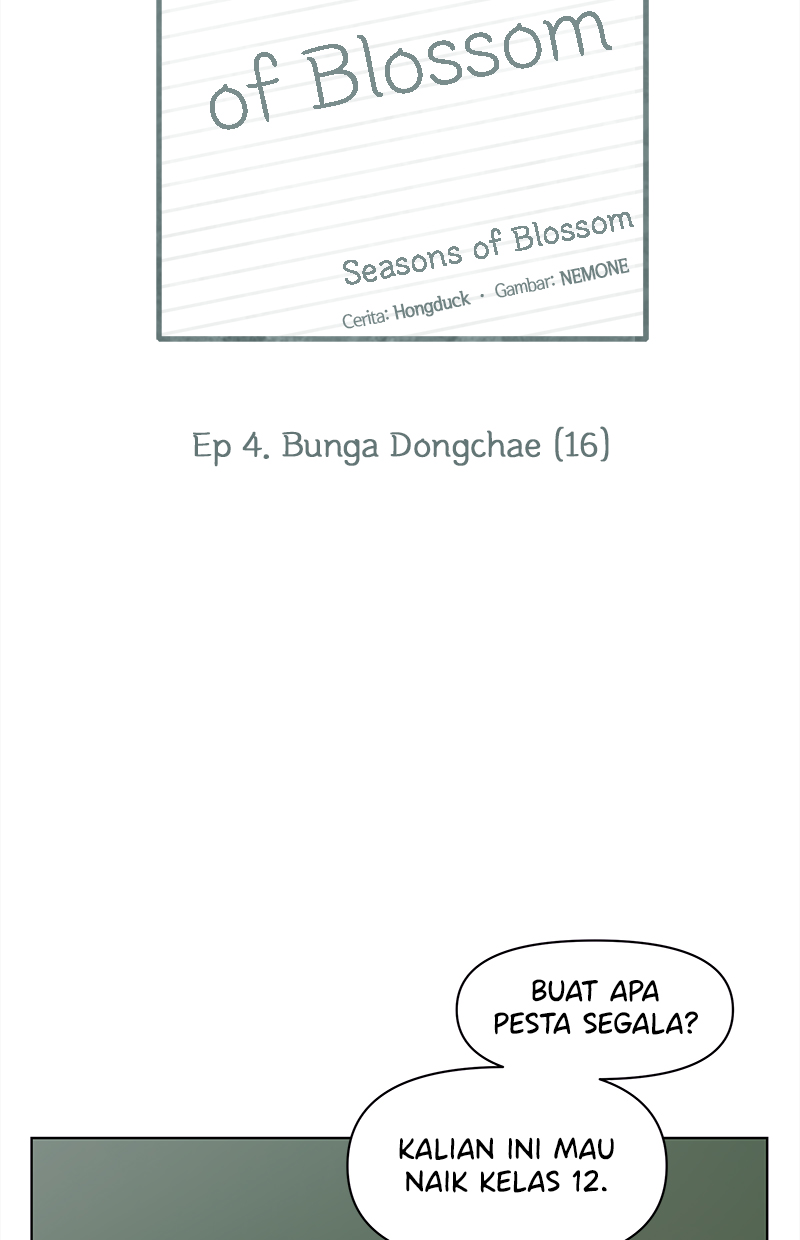 of Blossom
Seasons of Blossom
Cerita: Hongduck · Gambar: NEMONE
Ep 4. Bunga Dongchae (16)
BUAT APA
PESTA SEGALA?
KALIAN INI MAU
NAIK KELAS 12.